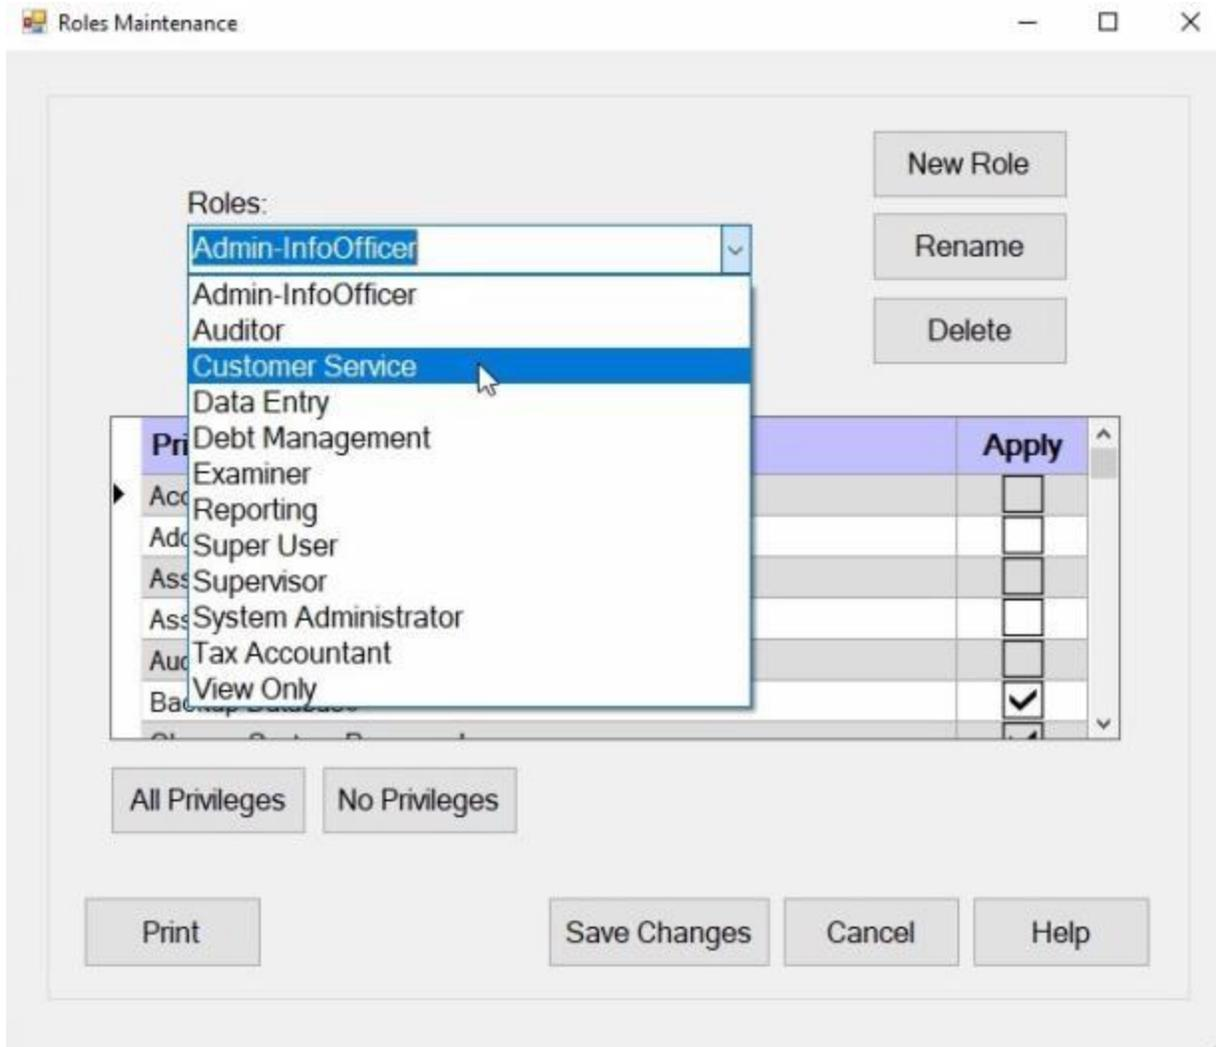 Roles Maintenance
New Role
Roles:
Admin-InfoOfficer
Rename
Admin-InfoOfficer
Auditor
Delete
Customer Service
Data Entry
Debt Management
Apply
Examiner
Reporting
Super User
Supervisor
System Administrator
Tax Accountant
View Only
All Privileges No Privileges
Print Save Changes Cancel Help